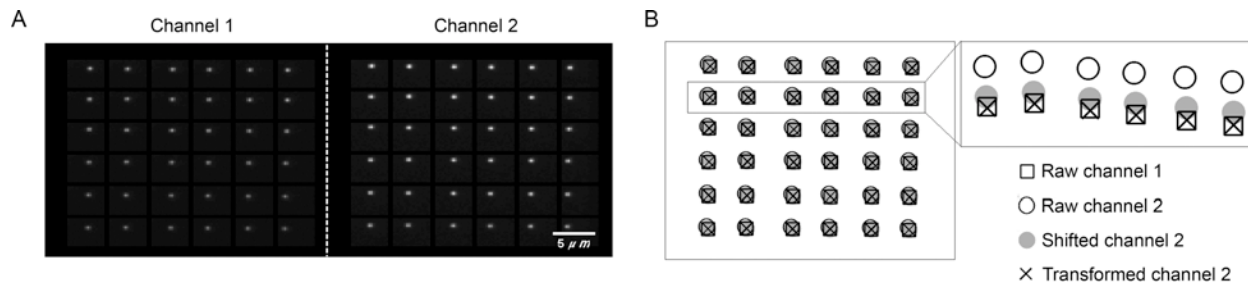 A
Channel 1
Channel 2
5 μm
B
Raw channel 1
Raw channel 2
Shifted channel 2
Transformed channel 2